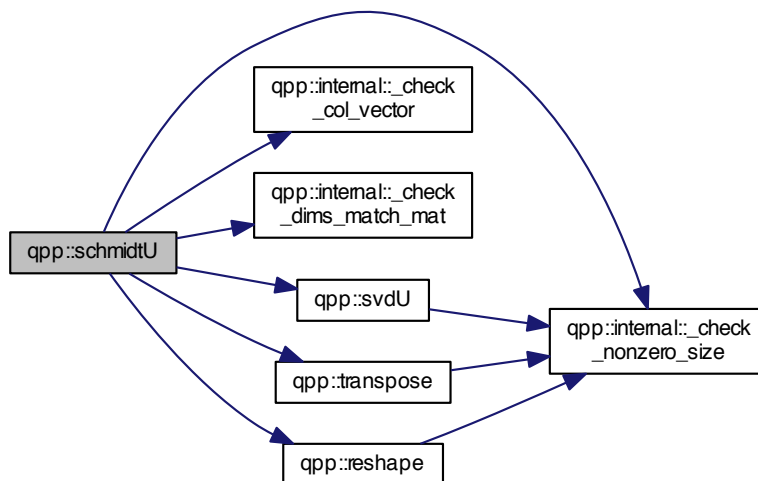 qpp::internal::_check
_col_vector
qpp::internal::_check
_dims_match_mat
qpp::schmidtU
qpp::svdU
qpp::internal::_check
_nonzero_size
qpp::transpose
qpp::reshape